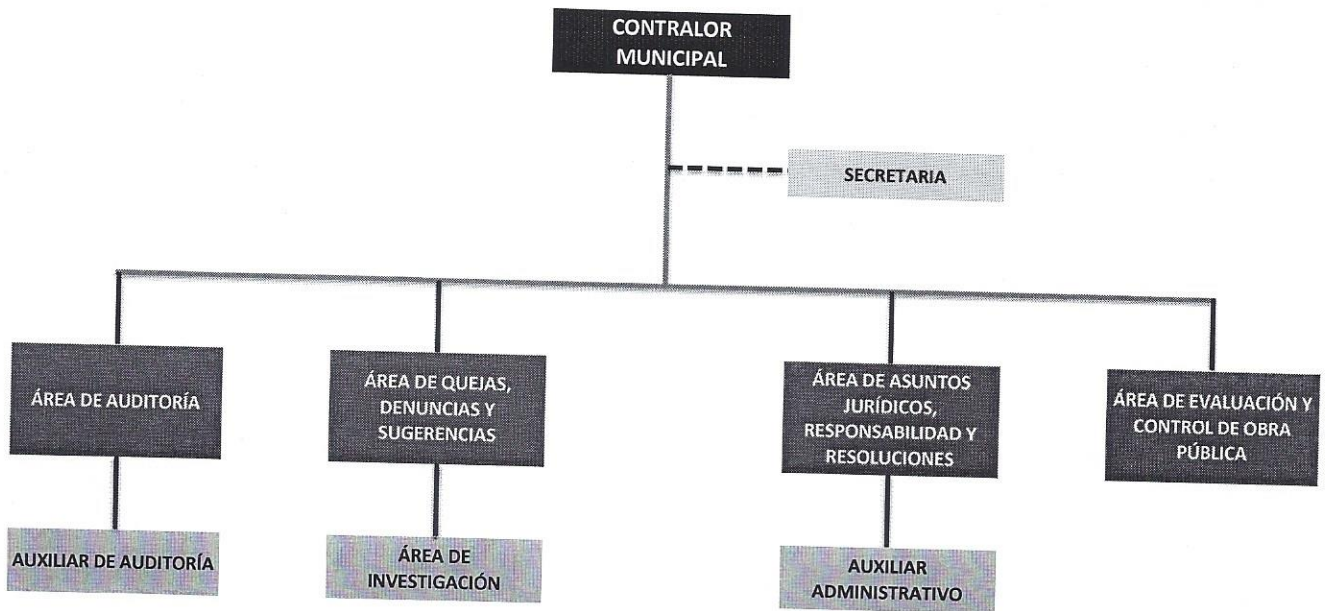 CONTRALOR
MUNICIPAL
SECRETARIA
ÁREA DE AUDITORÍA
ÁREA DE QUEJAS,
DENUNCIAS Y
SUGERENCIAS
ÁREA DE ASUNTOS
JURÍDICOS,
RESPONSABILIDAD Y
RESOLUCIONES
ÁREA DE EVALUACIÓN Y
CONTROL DE OBRA
PÚBLICA
AUXILIAR DE AUDITORÍA
ÁREA DE
INVESTIGACIÓN
AUXILIAR
ADMINISTRATIVO